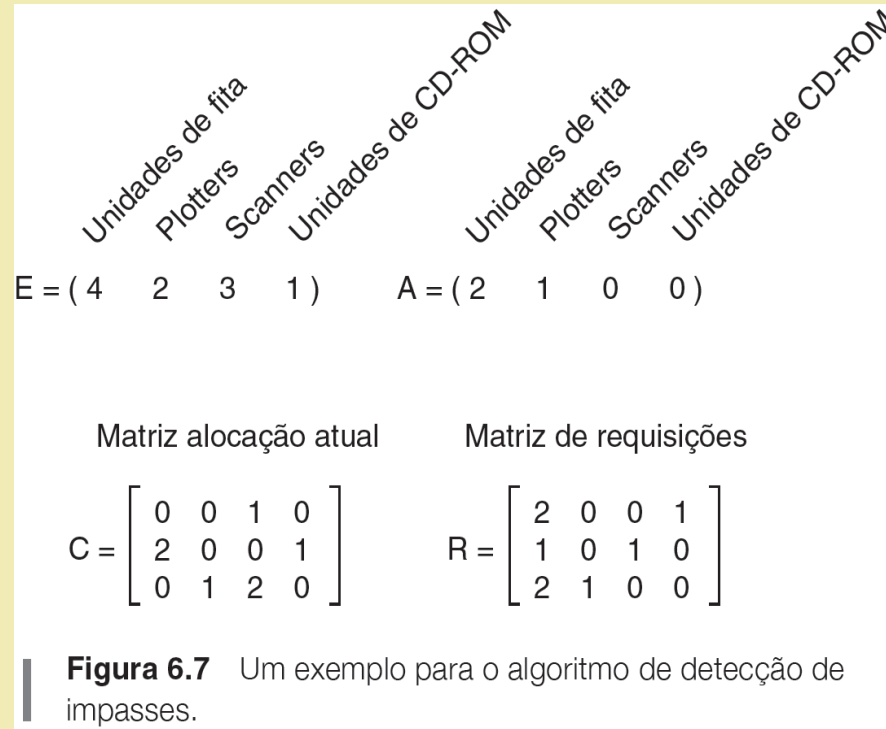 Unidades de fita
Plotters
Scanners
Unidades de CD-ROM
Unidades de fita
Plotters
Scanners
Unidades de CD-ROM
E = ( 4 2 3 1 ) A = ( 2 1 0 0 )
Matriz alocação atual Matriz de requisições
0 0 1 0 2 0 0 1
C = 2 0 0 1 R = 1 0 1 0
0 1 2 0 2 1 0 0
Figura 6.7 Um exemplo para o algoritmo de detecção de
impasses.